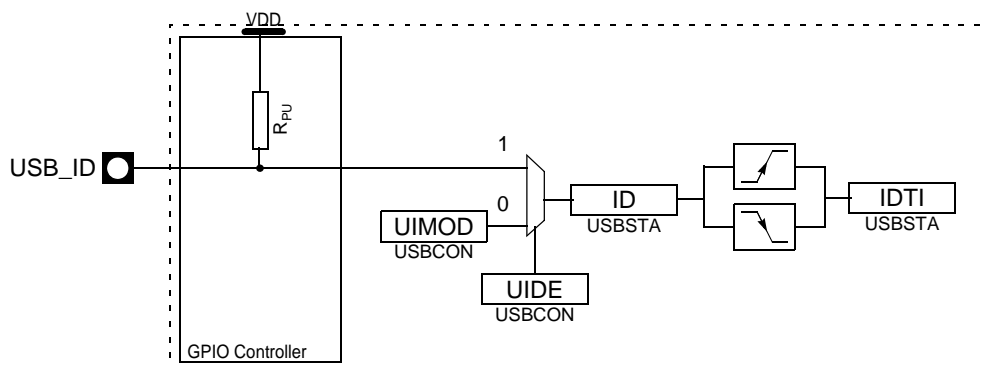 VDD
RPU
USB_ID
1
0
UIMOD
USBCON
UIDE
USBCON
ID
USBSTA
IDTI
USBSTA
GPIO Controller